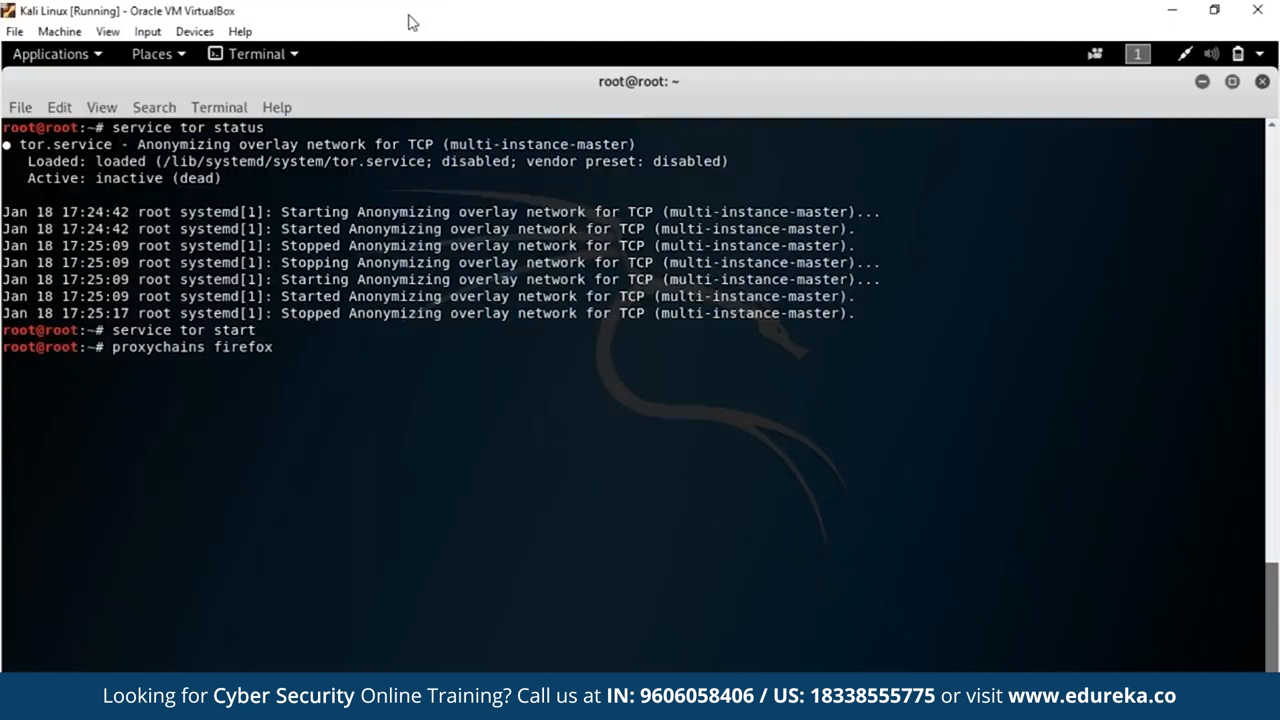 Kali Linux [Running] - Oracle VM VirtualBox
File Machine View Input Devices Help
Applications Places Terminal 1
root@root: ~
File Edit View Search Terminal Help
root@root:~# service tor status
● tor.service - Anonymizing overlay network for TCP (multi-instance-master)
Loaded: loaded (/lib/systemd/system/tor.service; disabled; vendor preset: disabled)
Active: inactive (dead)
Jan 18 17:24:42 root systemd[1]: Starting Anonymizing overlay network for TCP (multi-instance-master)...
Jan 18 17:24:42 root systemd[1]: Started Anonymizing overlay network for TCP (multi-instance-master).
Jan 18 17:25:09 root systemd[1]: Stopped Anonymizing overlay network for TCP (multi-instance-master).
Jan 18 17:25:09 root systemd[1]: Stopping Anonymizing overlay network for TCP (multi-instance-master)...
Jan 18 17:25:09 root systemd[1]: Starting Anonymizing overlay network for TCP (multi-instance-master)...
Jan 18 17:25:09 root systemd[1]: Started Anonymizing overlay network for TCP (multi-instance-master).
Jan 18 17:25:17 root systemd[1]: Stopped Anonymizing overlay network for TCP (multi-instance-master).
root@root:~# service tor start
root@root:~# proxychains firefox
Looking for Cyber Security Online Training? Call us at IN: 9606058406 / US: 18338555775 or visit www.edureka.co